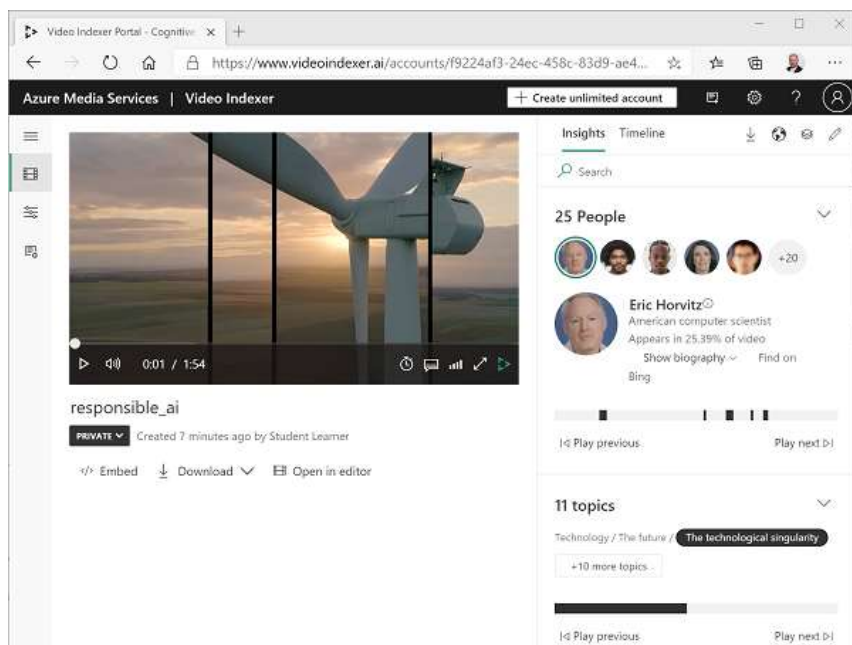 Video Indexer Portal - Cognitive
https://www.videoindexer.ai/accounts/f9224af3-24ec-458c-83d9-ae4...
Azure Media Services | Video Indexer
+ Create unlimited account
?
Insights Timeline
Search
25 People
+20
Eric Horvitz
American computer scientist
Appears in 25.39% of video
Show biography Find on
Bing
Play previous Play next
0:01 / 1:54
responsible_ai
PRIVATE Created 7 minutes ago by Student Learner
</> Embed Download Open in editor
11 topics
Technology / The future / The technological singularity
+10 more topics
Play previous Play next